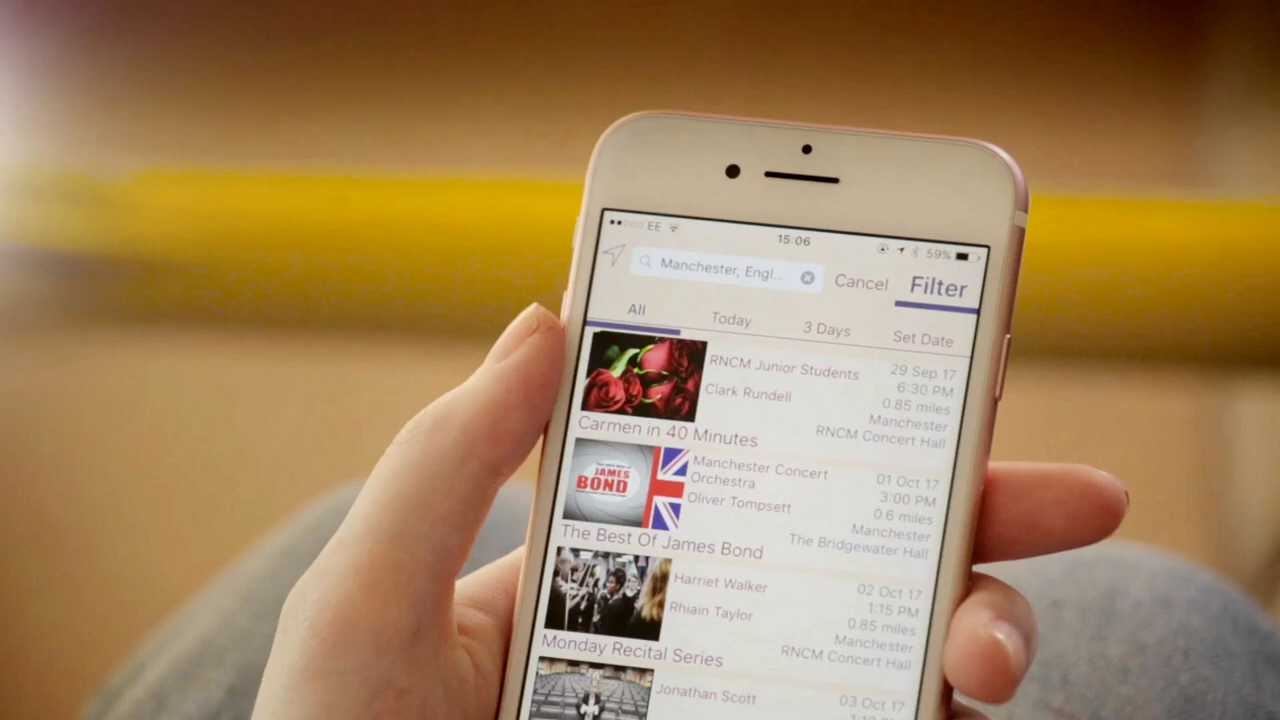 EE
15:06
59%
Manchester, Engl...
Cancel
Filter
All
Today
3 Days
Set Date
RNCM Junior Students
Clark Rundell
29 Sep 17
6:30 PM
0.85 miles
Manchester
RNCM Concert Hall
Carmen in 40 Minutes
JAMES
BOND
Manchester Concert
Orchestra
Oliver Tompsett
01 Oct 17
3:00 PM
0.6 miles
Manchester
The Bridgewater Hall
The Best Of James Bond
Harriet Walker
Rhiain Taylor
02 Oct 17
1:15 PM
0.85 miles
Manchester
RNCM Concert Hall
Monday Recital Series
Jonathan Scott
03 Oct 17